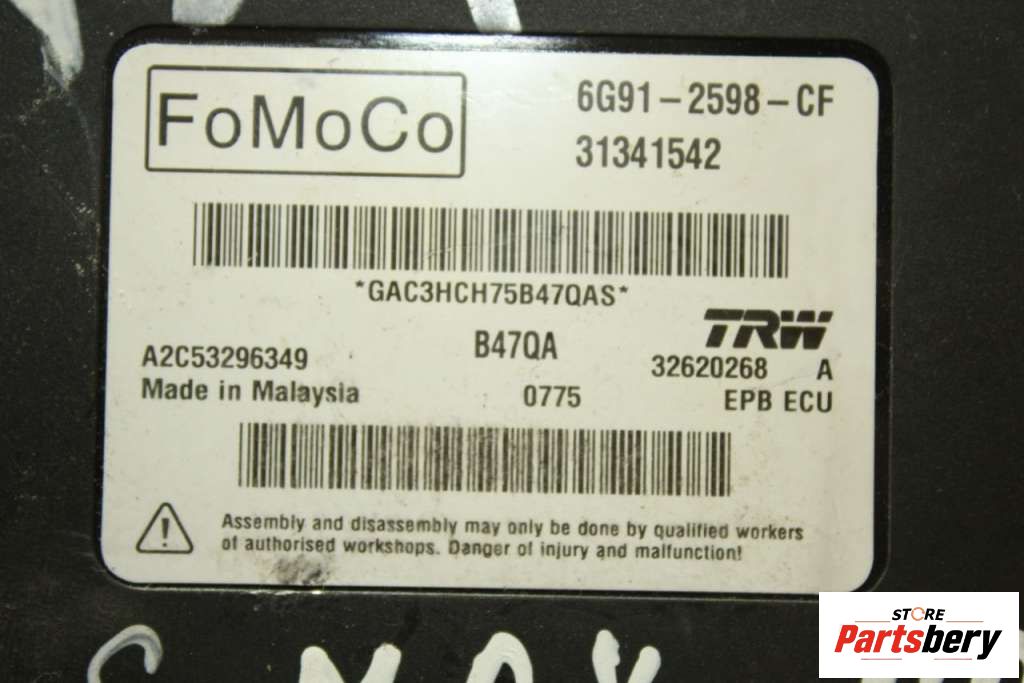 FoMoCo
6G91-2598-CF
31341542
*GAC3HCH75B47QAS*
TRW
B47QA
A2C53296349
32620268 A
Made in Malaysia
0775
EPB ECU
Assembly and disassembly may only be done by qualified workers
of authorised workshops. Danger of injury and malfunction!
STORE
Partsbery